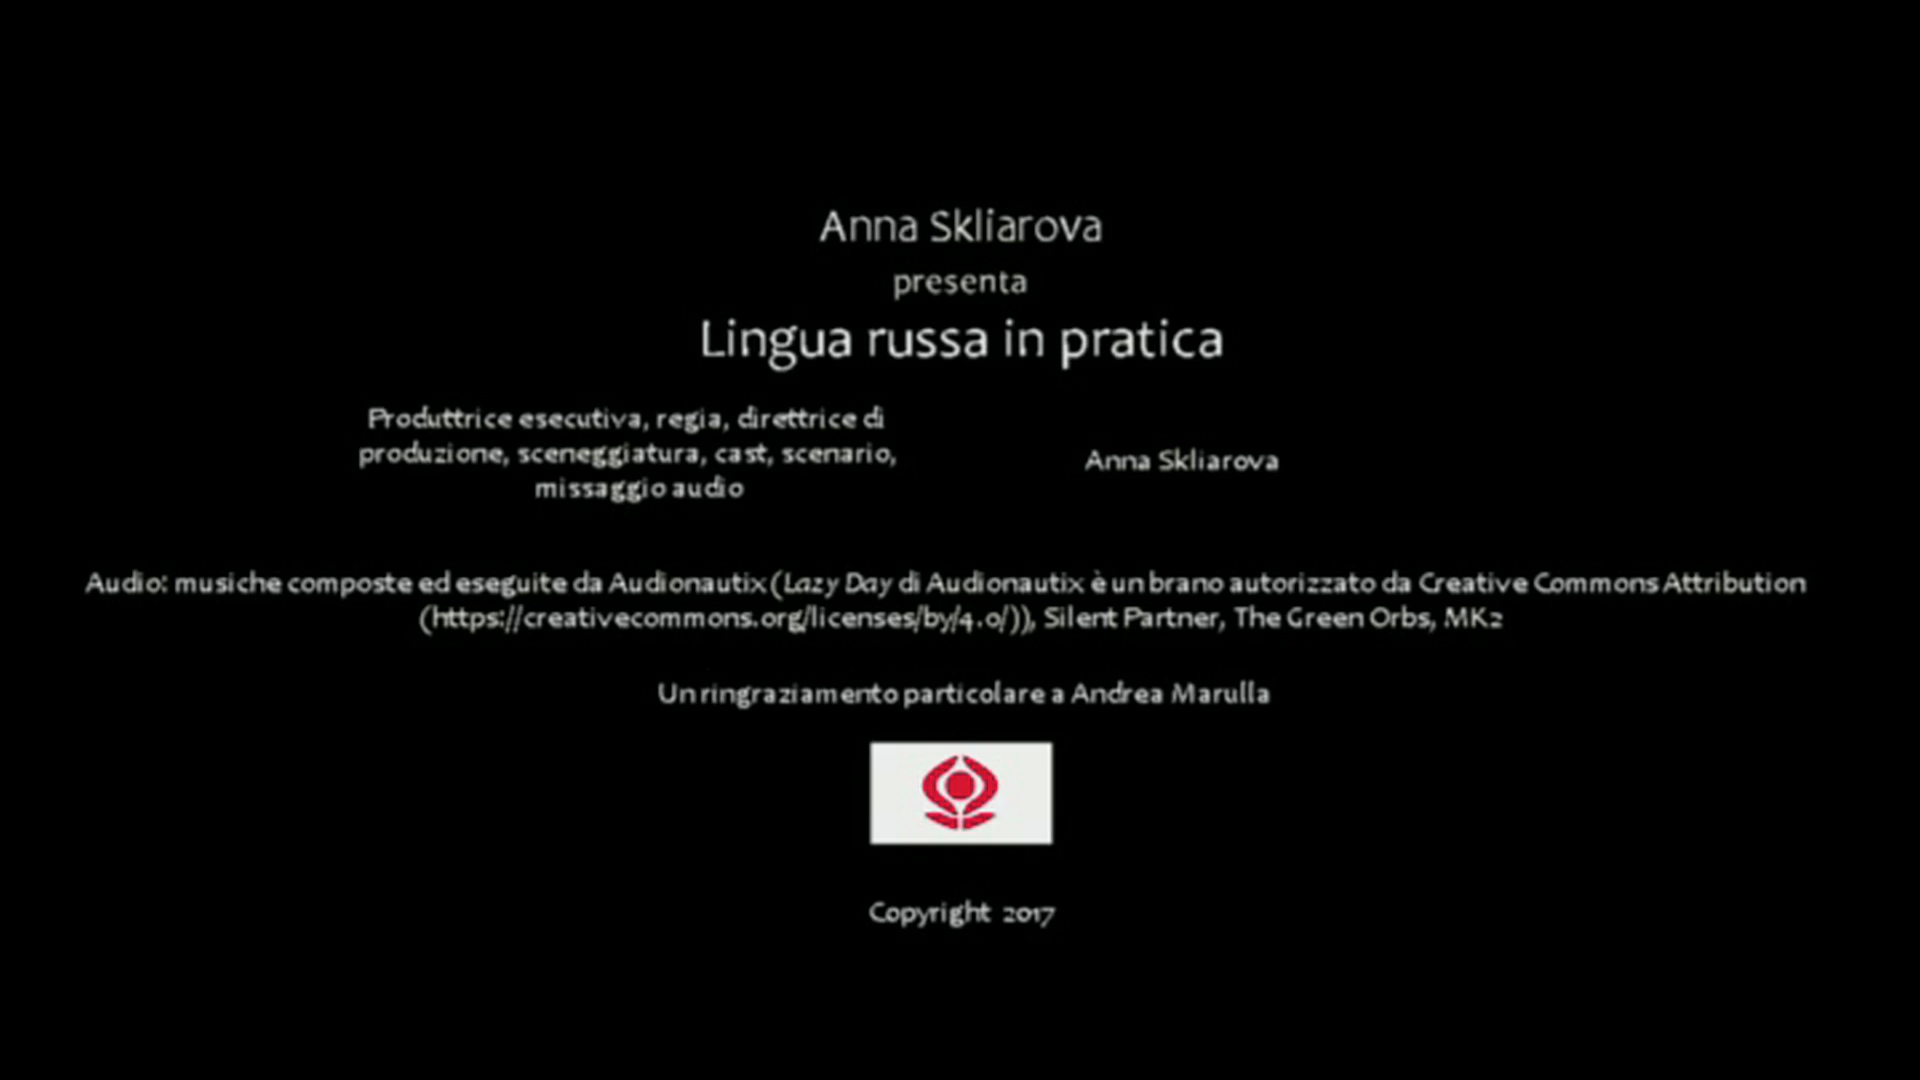 Anna Skliarova
presenta
Lingua russa in pratica
Produttrice esecutiva, regia, direttrice di
produzione, sceneggiatura, cast, scenario,
missaggio audio
Anna Skliarova
Audio: musiche composte ed eseguite da Audionautix (Lazy Day di Audionautix è un brano autorizzato da Creative Commons Attribution
(https://creativecommons.org/licenses/by/4.0/)), Silent Partner, The Green Orbs, MK2
Un ringraziamento particolare a Andrea Marulla
Copyright 2017